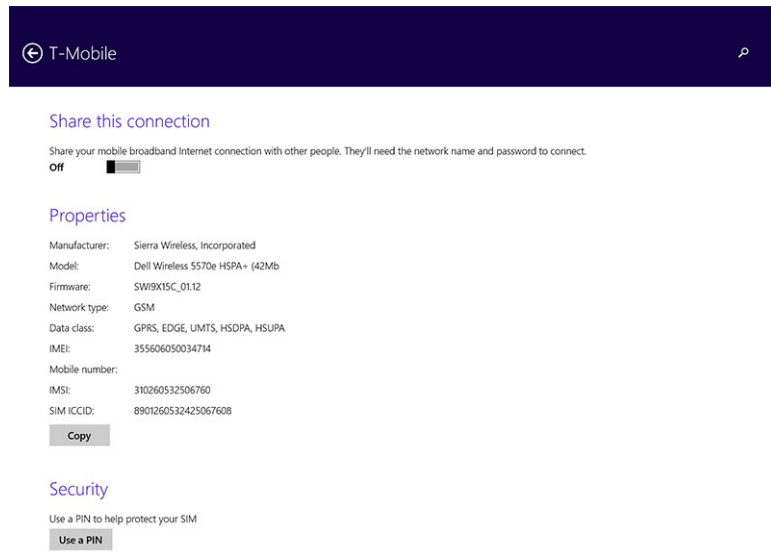 T-Mobile
Share this connection
Share your mobile broadband Internet connection with other people. They'll need the network name and password to connect.
Off
Properties
Manufacturer: Sierra Wireless, Incorporated
Model: Dell Wireless 5570e HSPA+ (42Mb
Firmware: SWI9X15C_01.12
Network type: GSM
Data class: GPRS, EDGE, UMTS, HSDPA, HSUPA
IMEI: 355606050034714
Mobile number:
IMSI: 310260532506760
SIM ICCID: 8901260532425067608
Copy
Security
Use a PIN to help protect your SIM
Use a PIN